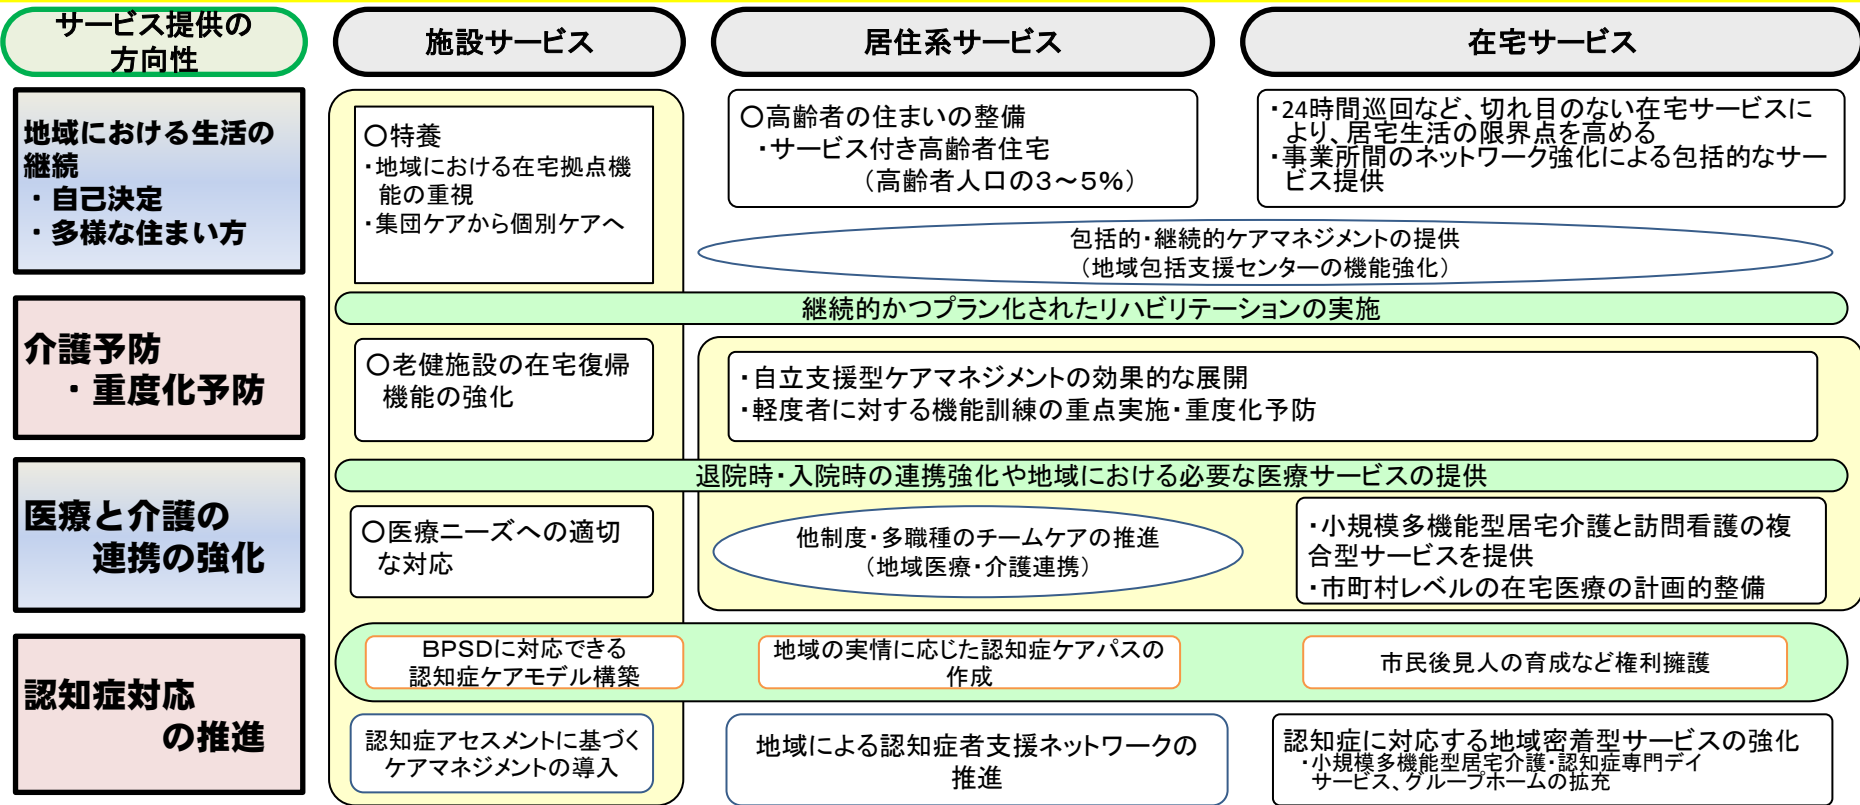 サービス提供の
方向性
施設サービス
居住系サービス
在宅サービス
地域における生活の
継続
・自己決定
・多様な住まい方
○特養
・地域における在宅拠点機
能の重視
・集団ケアから個別ケアへ
○高齢者の住まいの整備
・サービス付き高齢者住宅
(高齢者人口の3～5%)
・24時間巡回など、切れ目のない在宅サービスに
より、居宅生活の限界点を高める
・事業所間のネットワーク強化による包括的なサー
ビス提供
包括的・継続的ケアマネジメントの提供
(地域包括支援センターの機能強化)
継続的かつプラン化されたリハビリテーションの実施
介護予防
・重度化予防
○老健施設の在宅復帰
機能の強化
・自立支援型ケアマネジメントの効果的な展開
・軽度者に対する機能訓練の重点実施・重度化予防
退院時・入院時の連携強化や地域における必要な医療サービスの提供
医療と介護の
連携の強化
○医療ニーズへの適切
な対応
他制度・多職種のチームケアの推進
(地域医療・介護連携)
・小規模多機能型居宅介護と訪問看護の複
合型サービスを提供
・市町村レベルの在宅医療の計画的整備
認知症対応
の推進
BPSDに対応できる
認知症ケアモデル構築
地域の実情に応じた認知症ケアパスの
作成
市民後見人の育成など権利擁護
認知症アセスメントに基づく
ケアマネジメントの導入
地域による認知症者支援ネットワークの
推進
認知症に対応する地域密着型サービスの強化
・小規模多機能型居宅介護・認知症専門デイ
サービス、グループホームの拡充